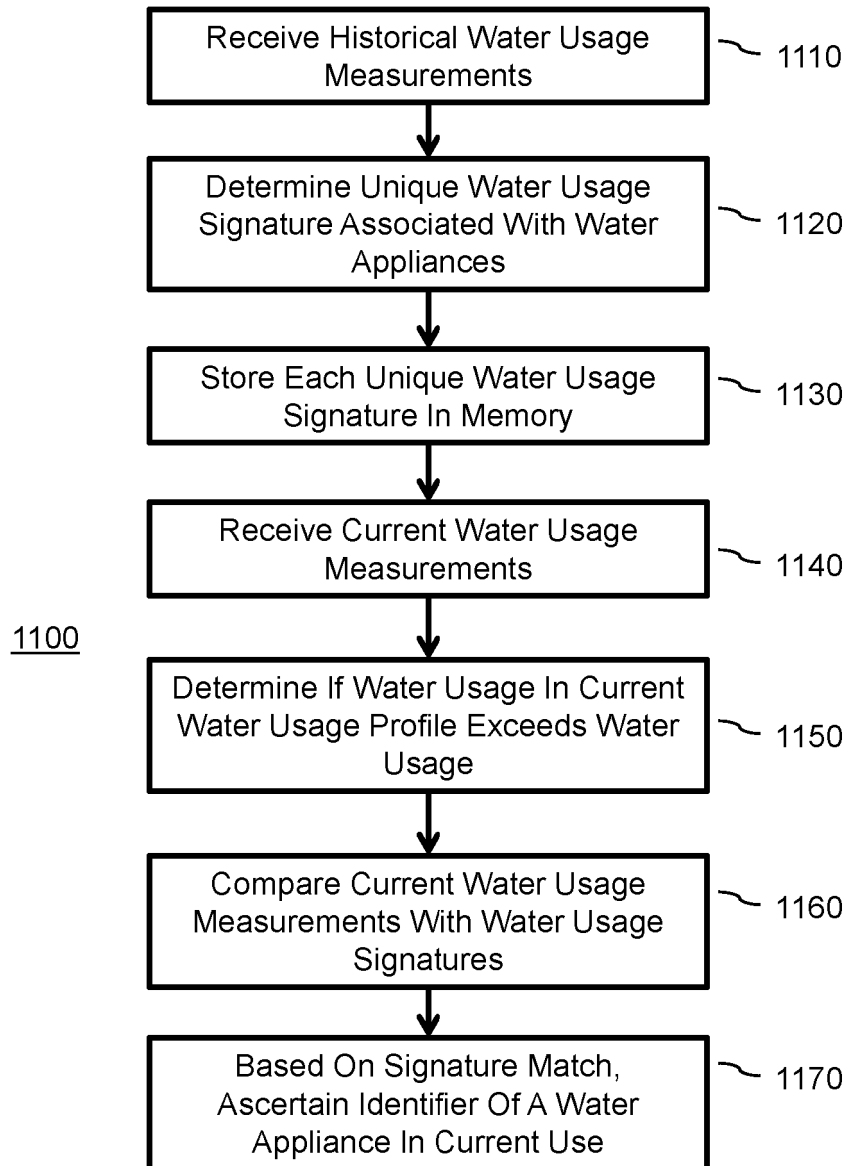 Receive Historical Water Usage
Measurements
1110
Determine Unique Water Usage
Signature Associated With Water
Appliances
1120
Store Each Unique Water Usage
Signature In Memory
1130
Receive Current Water Usage
Measurements
1140
1100
Determine If Water Usage In Current
Water Usage Profile Exceeds Water
Usage
1150
Compare Current Water Usage
Measurements With Water Usage
Signatures
1160
Based On Signature Match,
Ascertain Identifier Of A Water
Appliance In Current Use
1170